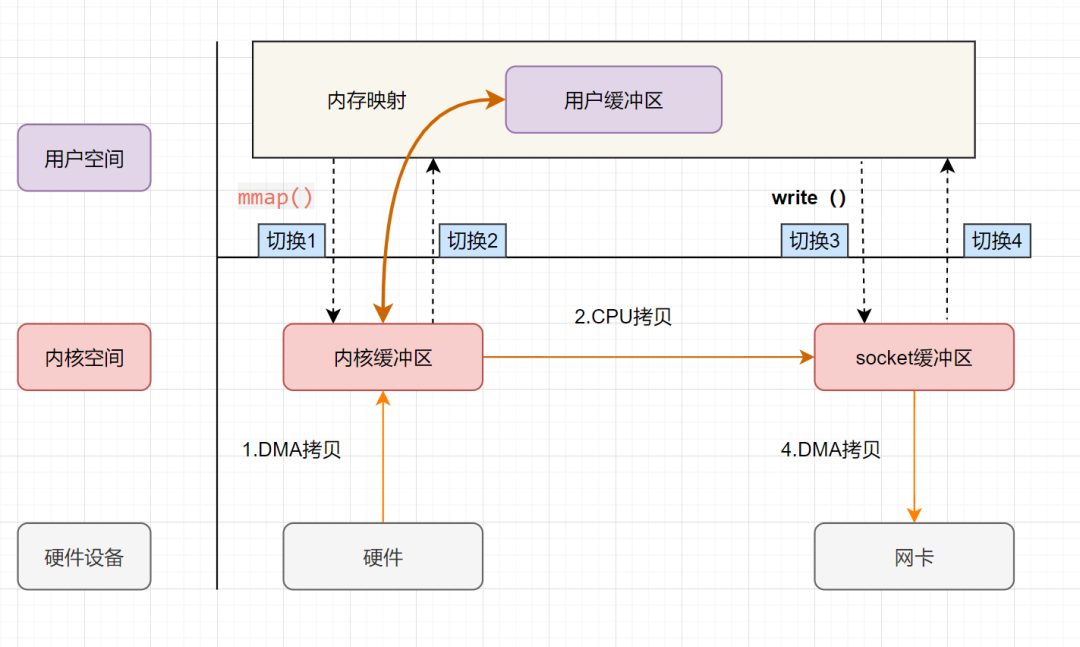 内存映射
用户缓冲区
用户空间
mmap()
write（）
切换1
切换2
切换3
切换4
2.CPU拷贝
内核空间
内核缓冲区
socket缓冲区
1.DMA拷贝
4.DMA拷贝
硬件设备
硬件
网卡